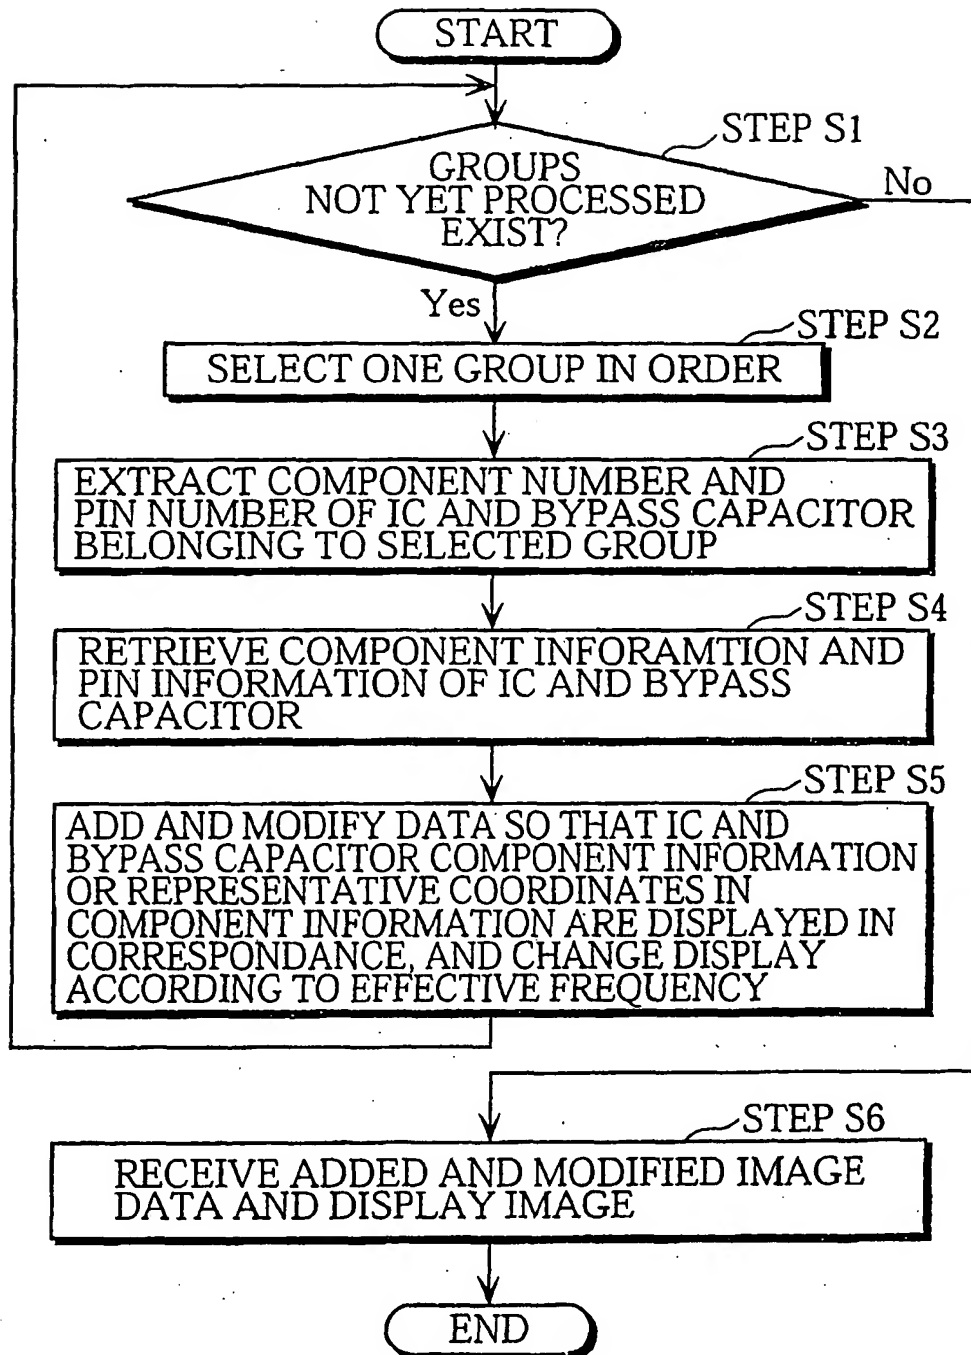 START
STEP S1
GROUPS
NOT YET PROCESSED
EXIST?
No
Yes
STEP S2
SELECT ONE GROUP IN ORDER
STEP S3
EXTRACT COMPONENT NUMBER AND
PIN NUMBER OF IC AND BYPASS CAPACITOR
BELONGING TO SELECTED GROUP
STEP S4
RETRIEVE COMPONENT INFORAMTION AND
PIN INFORMATION OF IC AND BYPASS
CAPACITOR
STEP S5
ADD AND MODIFY DATA SO THAT IC AND
BYPASS CAPACITOR COMPONENT INFORMATION
OR REPRESENTATIVE COORDINATES IN
COMPONENT INFORMATION ARE DISPLAYED IN
CORRESPONDANCE, AND CHANGE DISPLAY
ACCORDING TO EFFECTIVE FREQUENCY
STEP S6
RECEIVE ADDED AND MODIFIED IMAGE
DATA AND DISPLAY IMAGE
END